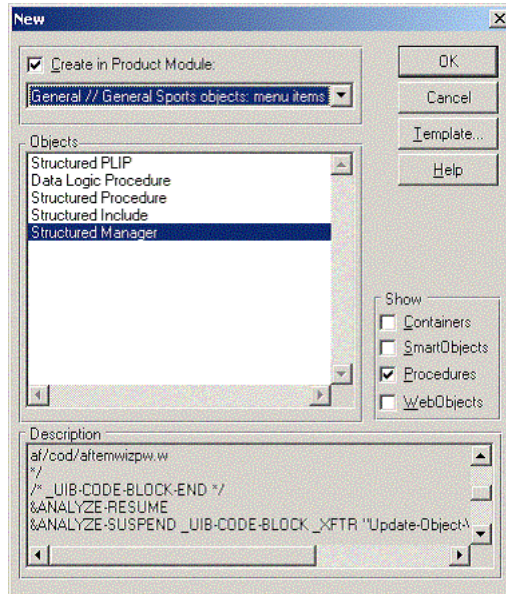 New
Create in Product Module:
General // General Sports objects: menu items
OK
Cancel
Template...
Help
Objects
Structured PLIP
Data Logic Procedure
Structured Procedure
Structured Include
Structured Manager
Show
Containers
SmartObjects
Procedures
WebObjects
Description
af/cod/aftemwizpw.w
*/
/* _UIB-CODE-BLOCK-END */
&ANALYZE-RESUME
&ANALYZE-SUSPEND _UIB-CODE-BLOCK _XFTR "Update-Object-